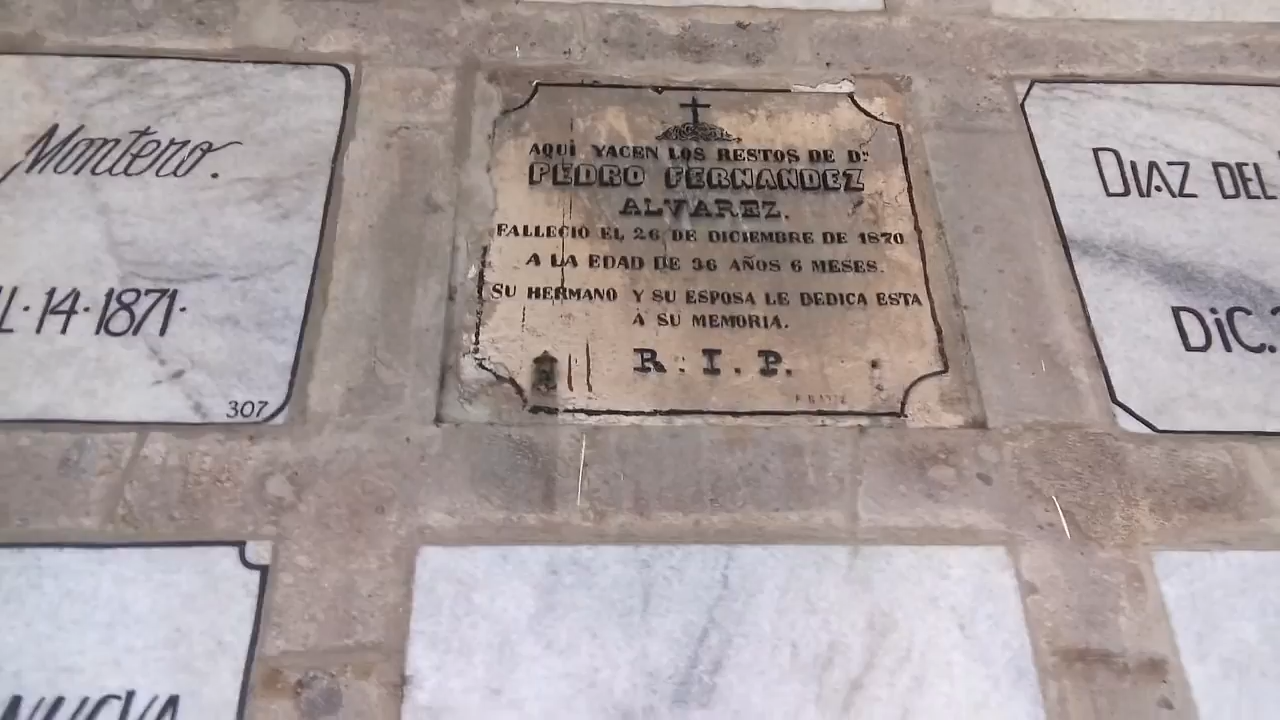 Montero.
L·14·1871·
307
AQUÍ YACEN LOS RESTOS DE Dn
PEDRO FERNANDEZ
ALVAREZ.
FALLECIO EL 26 DE DICIEMBRE DE 1870
A LA EDAD DE 36 AÑOS 6 MESES.
SU HERMANO Y SU ESPOSA LE DEDICA ESTA
Á SU MEMORIA.
R.I.P.
DIAZ DEL
DiC.